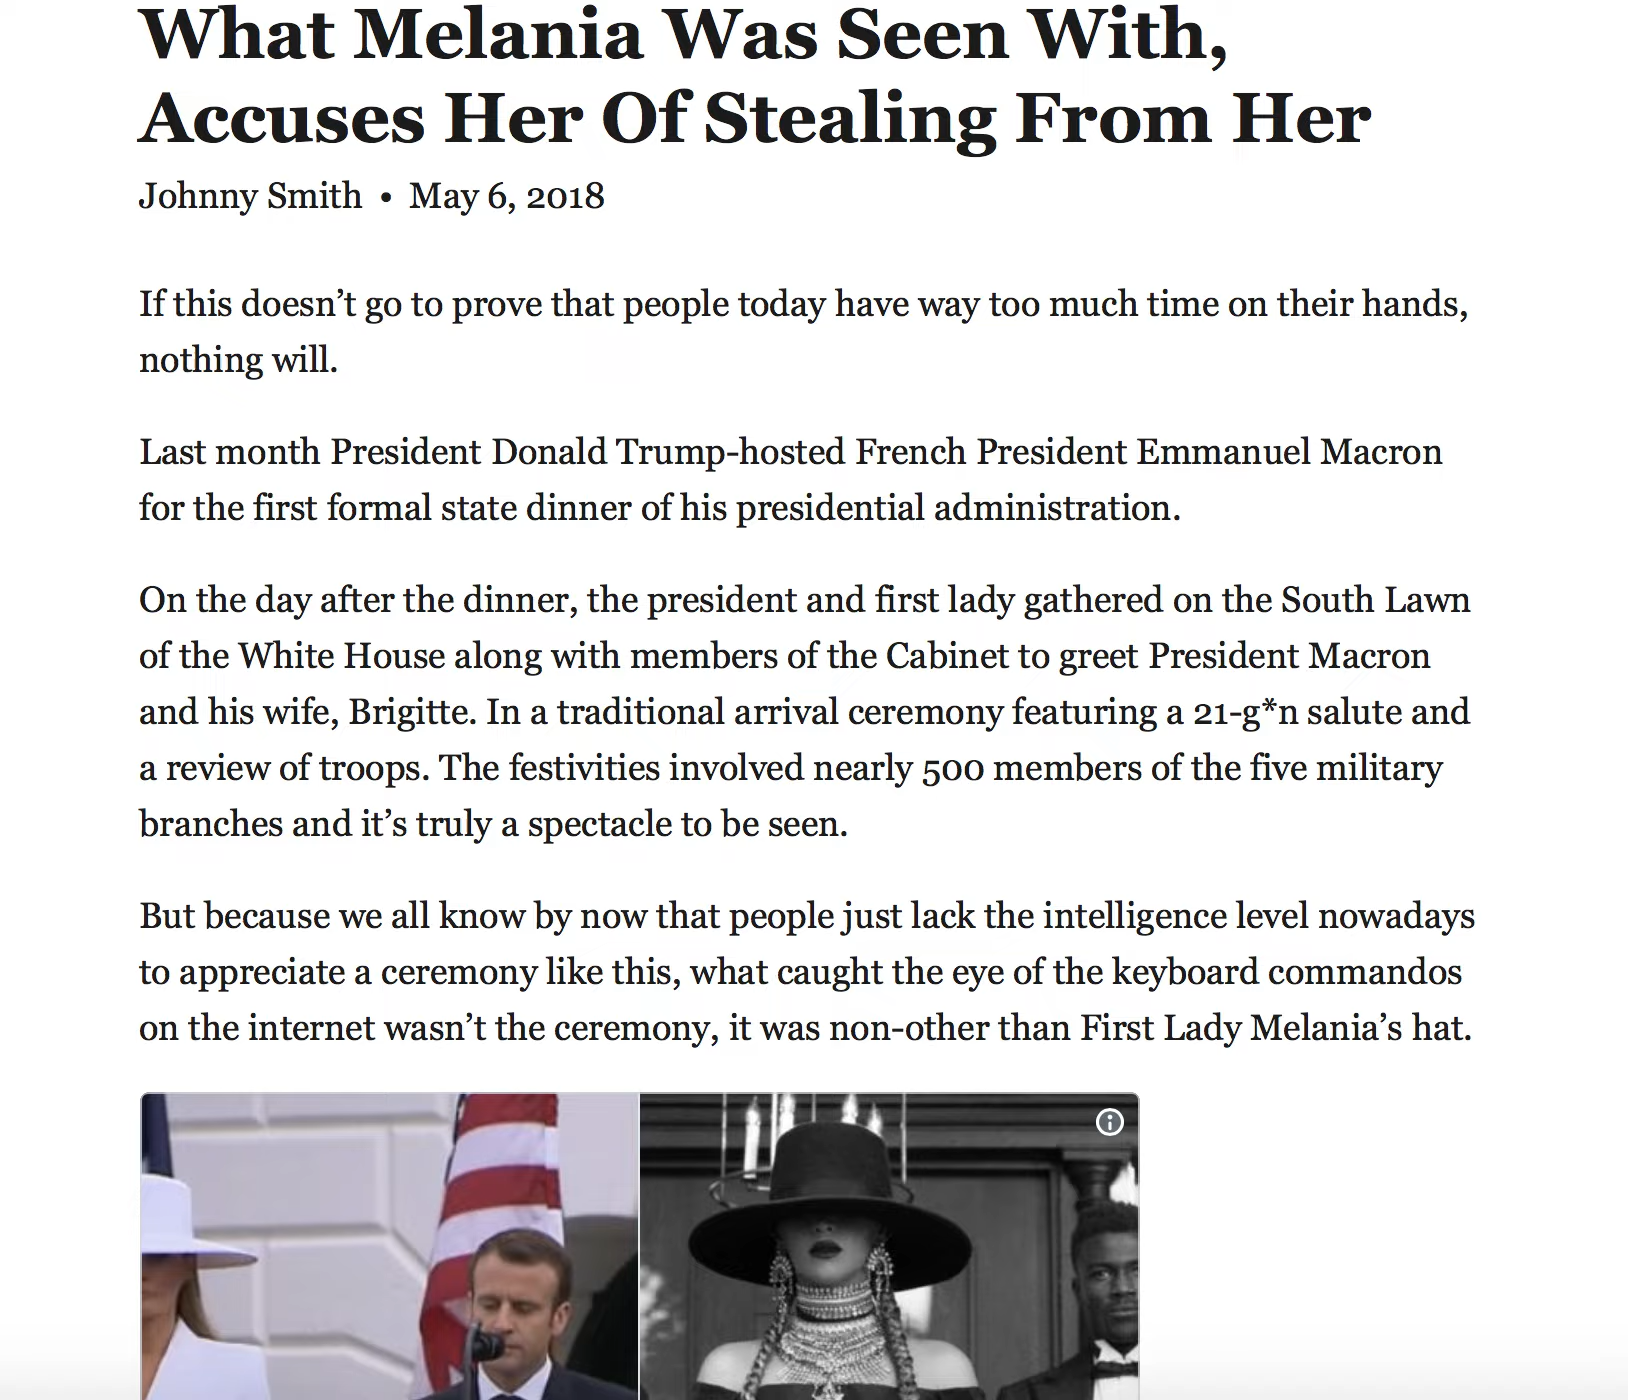 What Melania Was Seen With,
Accuses Her Of Stealing From Her
Johnny Smith • May 6, 2018
If this doesn’t go to prove that people today have way too much time on their hands,
nothing will.
Last month President Donald Trump-hosted French President Emmanuel Macron
for the first formal state dinner of his presidential administration.
On the day after the dinner, the president and first lady gathered on the South Lawn
of the White House along with members of the Cabinet to greet President Macron
and his wife, Brigitte. In a traditional arrival ceremony featuring a 21-g*n salute and
a review of troops. The festivities involved nearly 500 members of the five military
branches and it’s truly a spectacle to be seen.
But because we all know by now that people just lack the intelligence level nowadays
to appreciate a ceremony like this, what caught the eye of the keyboard commandos
on the internet wasn’t the ceremony, it was non-other than First Lady Melania’s hat.